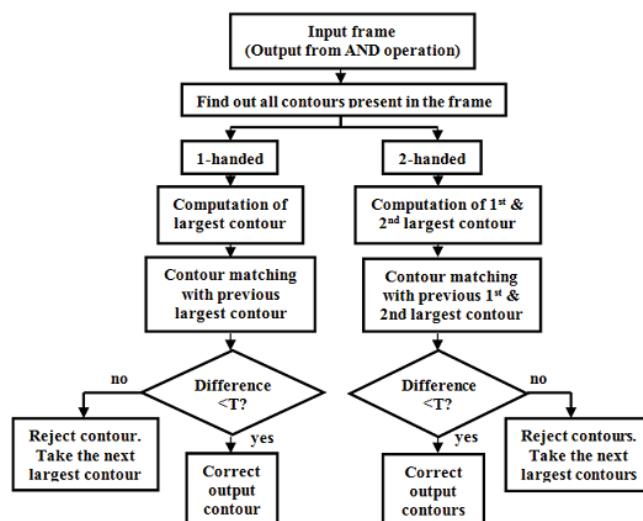 Input frame
(Output from AND operation)
Find out all contours present in the frame
1-handed
2-handed
Computation of
largest contour
Computation of 1st &
2nd largest contour
Contour matching
with previous
largest contour
Contour matching
with previous 1st &
2nd largest contour
no
Difference
<T?
Difference
<T?
no
Reject contour.
Take the next
largest contour
yes
Correct
output
contour
yes
Correct
output
contours
Reject contours.
Take the next
largest contours